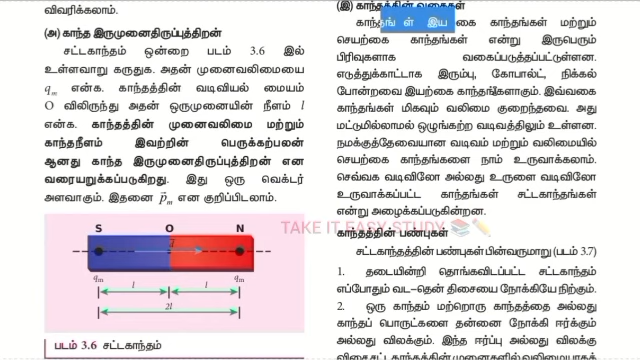 விவரிக்கலாம்.
(அ) காந்த இருமுனைதிருப்புத்திறன்
சட்டகாந்தம் ஒன்றை படம் 3.6 இல்
உள்ளவாறு கருதுக. அதன் முனைவலிமையை
qm என்க. காந்தத்தின் வடிவியல் மையம்
O விலிருந்து அதன் ஒருமுனையின் நீளம் l
என்க. காந்தத்தின் முனைவலிமை மற்றும்
காந்தநீளம் இவற்றின் பெருக்கற்பலன்
ஆனது காந்த இருமுனைதிருப்புத்திறன் என
வரையறுக்கப்படுகிறது. இது ஒரு வெக்டர்
அளவாகும். இதனை p⃗m என குறிப்பிடலாம்.
S O N
d⃗
qm qm
l l
2l
படம் 3.6 சட்டகாந்தம்
(இ) காந்தத்தின் வகைகள்
காந்தங்கள் இய கை காந்தங்கள் மற்றும்
செயற்கை காந்தங்கள் என்று இருபெரும்
பிரிவுகளாக வகைப்படுத்தப்பட்டுள்ளன.
எடுத்துக்காட்டாக இரும்பு, கோபால்ட், நிக்கல்
போன்றவை இயற்கை காந்தங்களாகும். இவ்வகை
காந்தங்கள் மிகவும் வலிமை குறைந்தவை. அது
மட்டுமில்லாமல் ஒழுங்கற்ற வடிவத்திலும் உள்ளன.
நமக்குத்தேவையான வடிவம் மற்றும் வலிமையில்
செயற்கை காந்தங்களை நாம் உருவாக்கலாம்.
செவ்வக வடிவிலோ அல்லது உருளை வடிவிலோ
உருவாக்கப்பட்ட காந்தங்கள் சட்டகாந்தங்கள்
என்று அழைக்கப்படுகின்றன.
TAKE IT EASY STUDY
காந்தத்தின் பண்புகள்
சட்டகாந்தத்தின் பண்புகள் பின்வருமாறு (படம் 3.7)
1. தடையின்றி தொங்கவிடப்பட்ட சட்டகாந்தம்
எப்போதும் வட-தென் திசையை நோக்கியே நிற்கும்.
2. ஒரு காந்தம் மற்றொரு காந்தத்தை அல்லது
காந்தப் பொருட்களை தன்னை நோக்கி ஈர்க்கும்
அல்லது விலக்கும். இந்த ஈர்ப்பு அல்லது விலக்கு
விசை சட்டகாந்தத்தின் முனைகளில் வலிமையாகத்